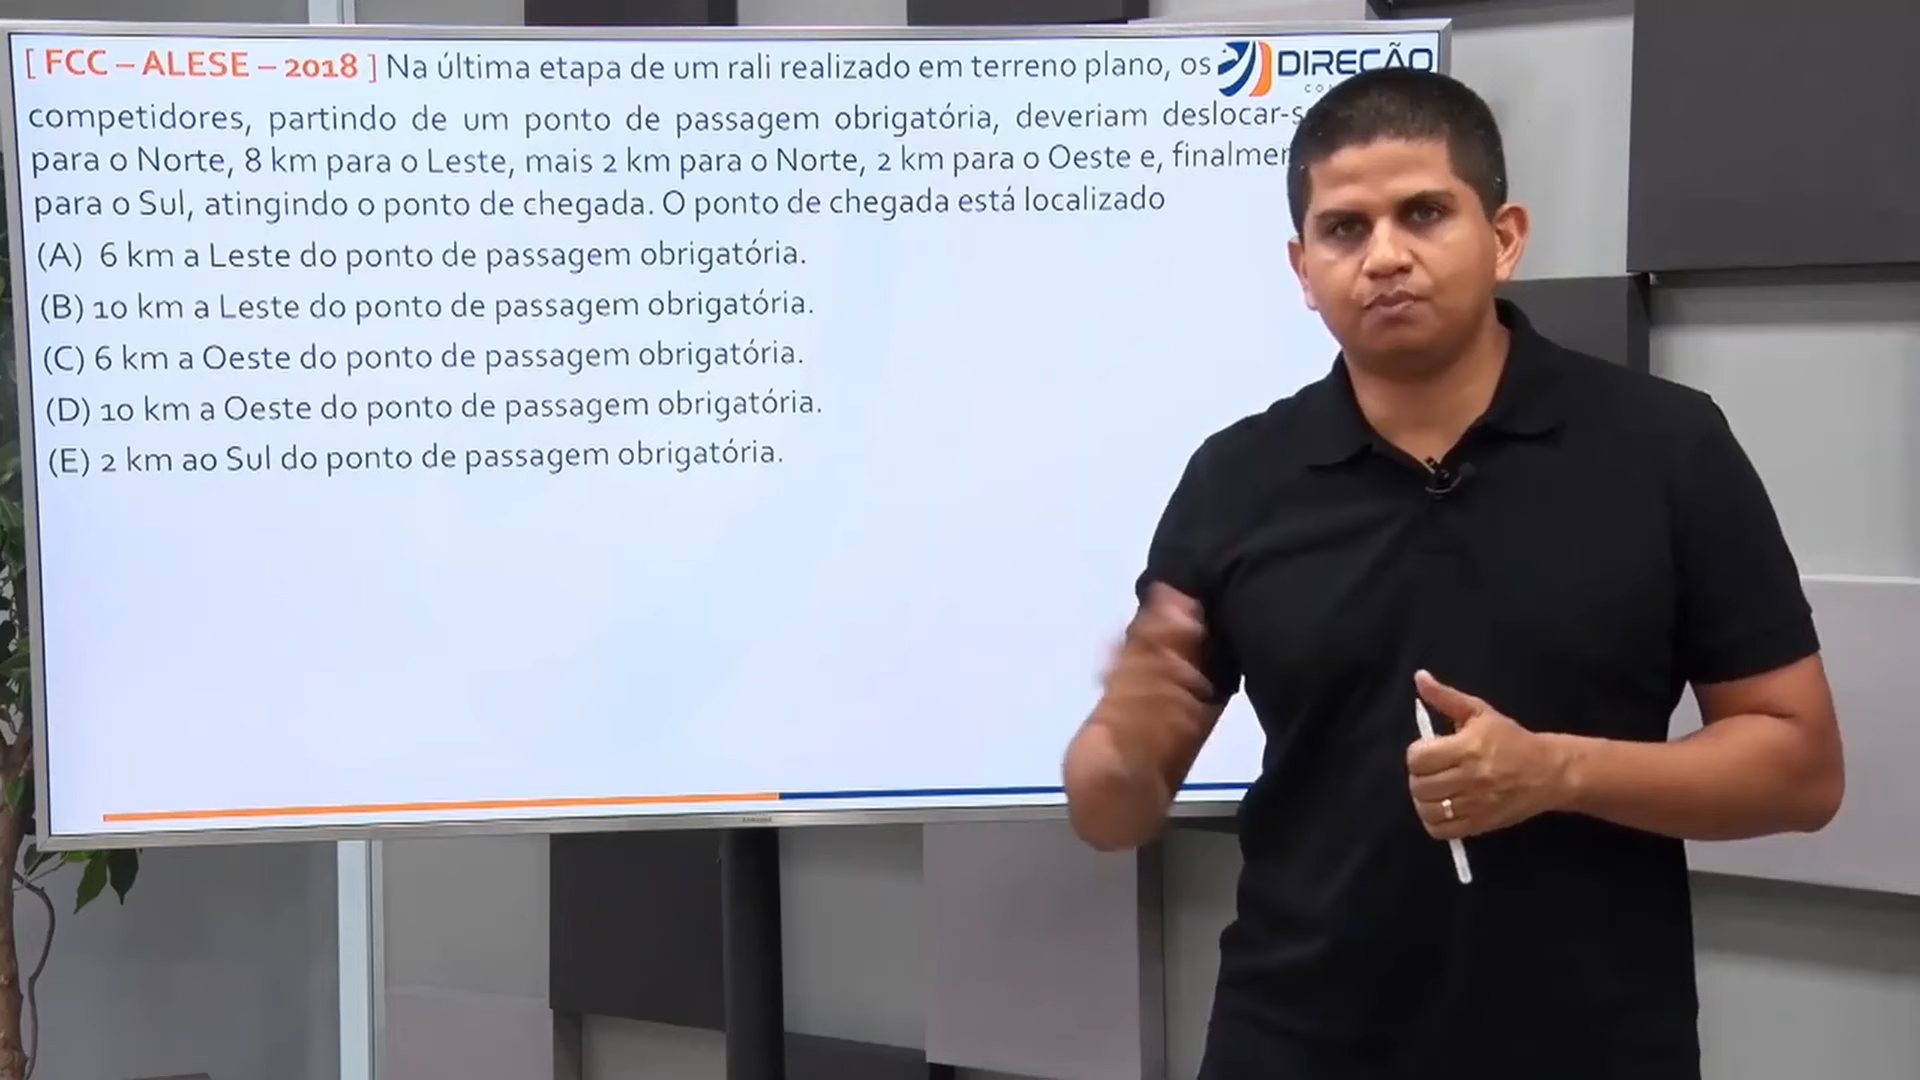 [ FCC – ALESE – 2018 ] Na última etapa de um rali realizado em terreno plano, os
DIREÇÃO
competidores, partindo de um ponto de passagem obrigatória, deveriam
para o Norte, 8 km para o Leste, mais 2 km para o Norte, 2 km para o Oeste e,
para o Sul, atingindo o ponto de chegada. O ponto de chegada está localizado
(A) 6 km a Leste do ponto de passagem obrigatória.
(B) 10 km a Leste do ponto de passagem obrigatória.
(C) 6 km a Oeste do ponto de passagem obrigatória.
(D) 10 km a Oeste do ponto de passagem obrigatória.
(E) 2 km ao Sul do ponto de passagem obrigatória.